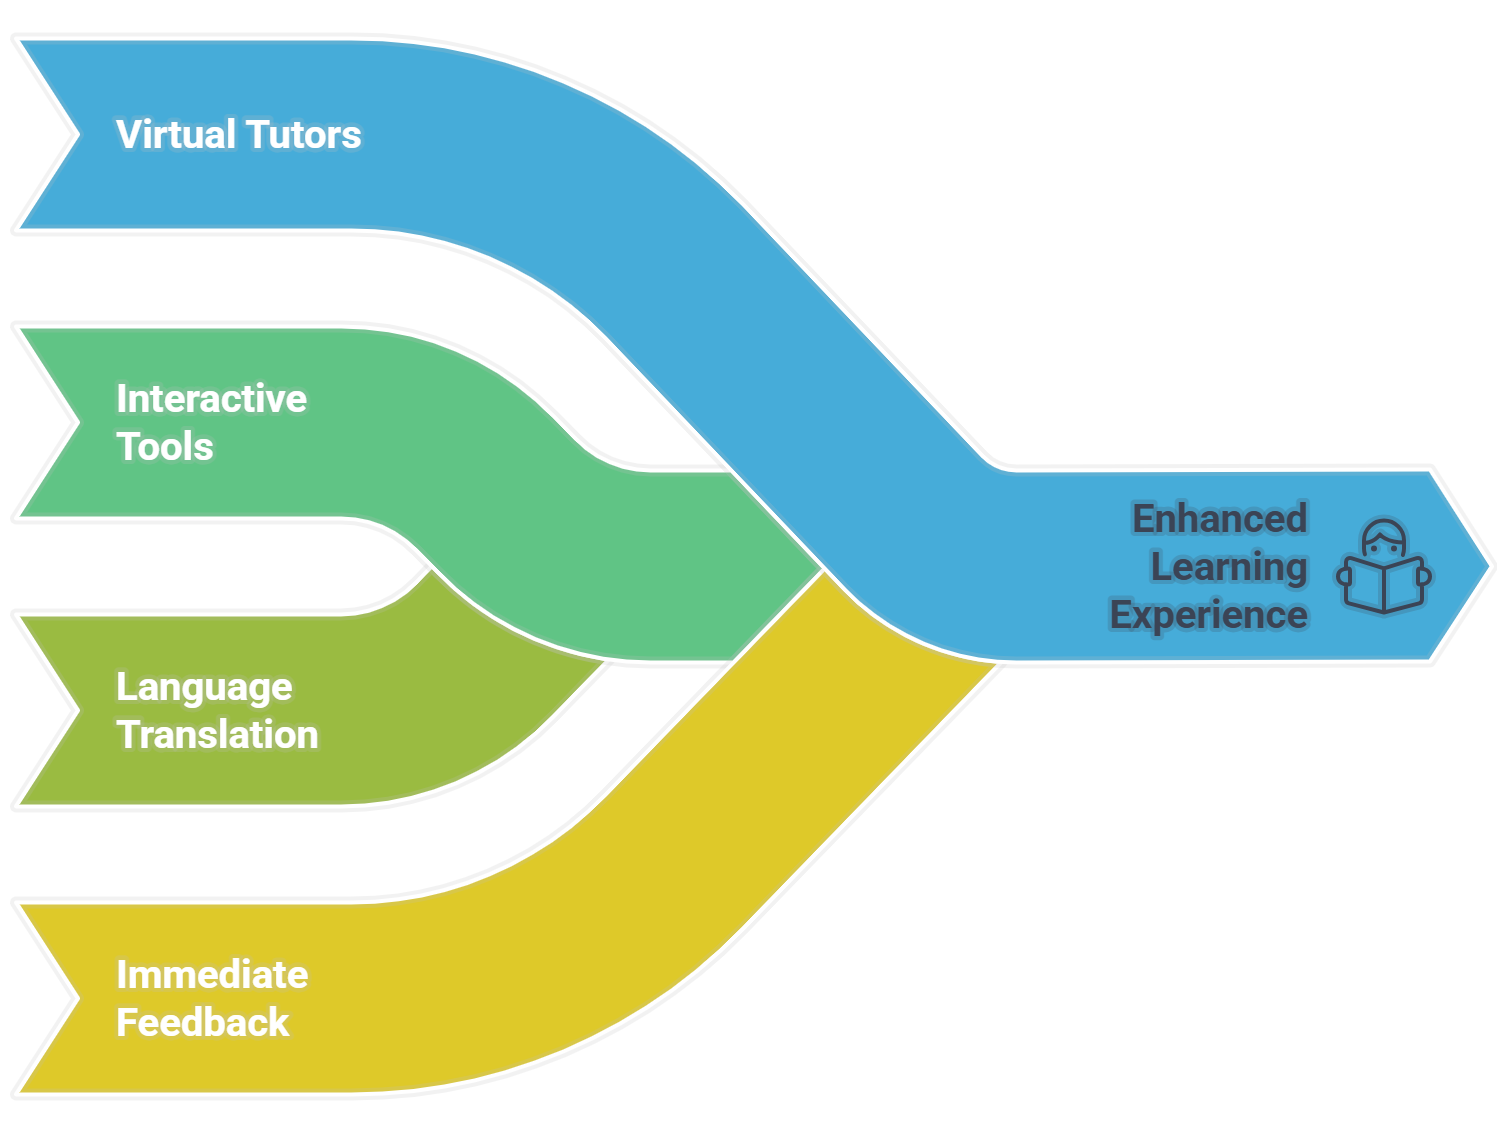 Virtual Tutors
Interactive
Tools
Language
Translation
Immediate
Feedback
Enhanced
Learning
Experience